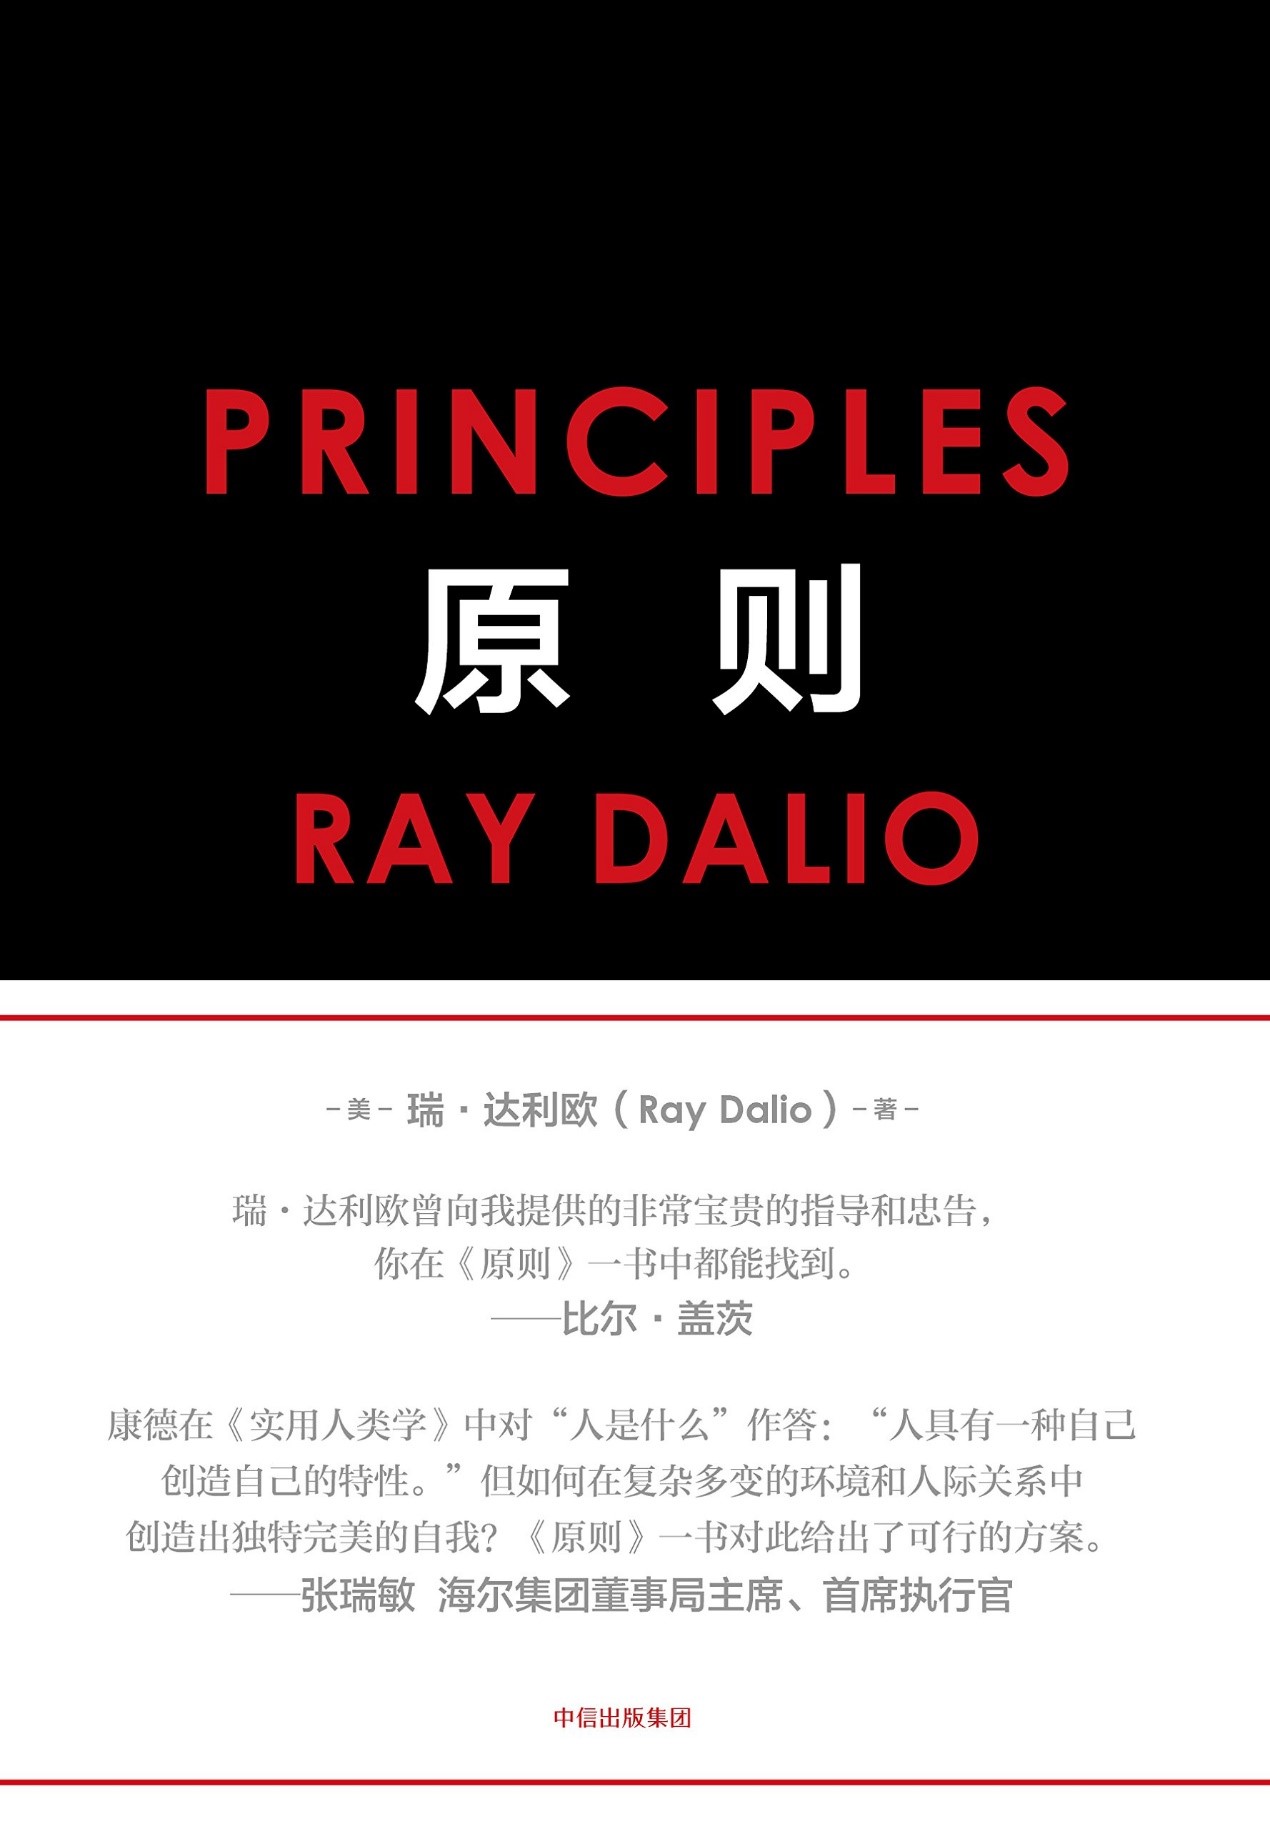 PRINCIPLES
原 则
RAY DALIO
－美－ 瑞·达利欧（Ray Dalio）－著－
瑞·达利欧曾向我提供的非常宝贵的指导和忠告，
你在《原则》一书中都能找到。
——比尔·盖茨
康德在《实用人类学》中对“人是什么”作答：“人具有一种自己
创造自己的特性。”但如何在复杂多变的环境和人际关系中
创造出独特完美的自我？《原则》一书对此给出了可行的方案。
——张瑞敏 海尔集团董事局主席、首席执行官
中信出版集团